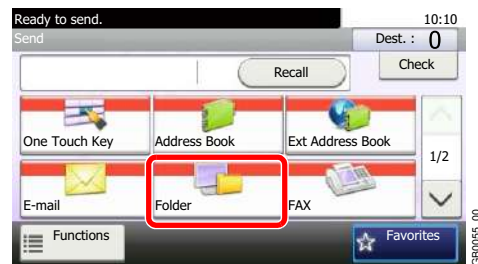 Ready to send.
10:10
Send
Dest. : 0
Recall
Check
One Touch Key
Address Book
Ext Address Book
1/2
E-mail
Folder
FAX
Functions
Favorites
GB0055_00